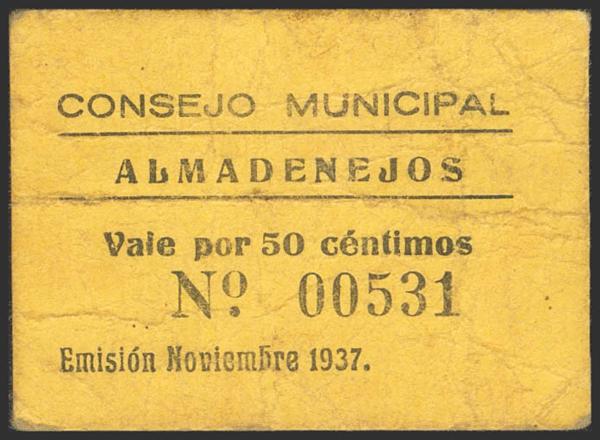 CONSEJO MUNICIPAL
ALMADENEJOS
Vale por 50 céntimos
Nº. 00531
Emisión Noviembre 1937.